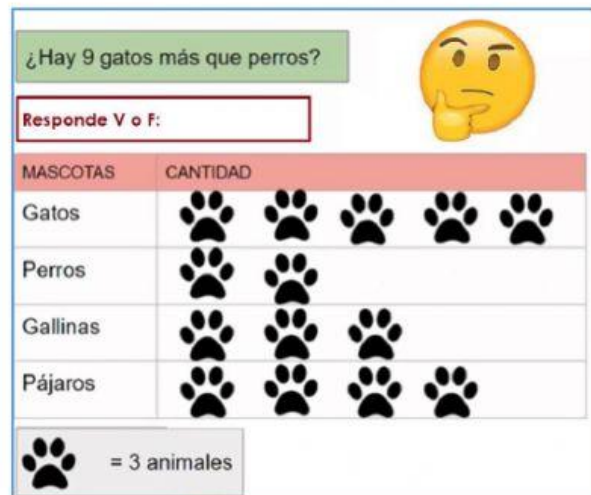 ¿Hay 9 gatos más que perros?
Responde V o F:
MASCOTAS CANTIDAD
Gatos
Perros
Gallinas
Pájaros
= 3 animales